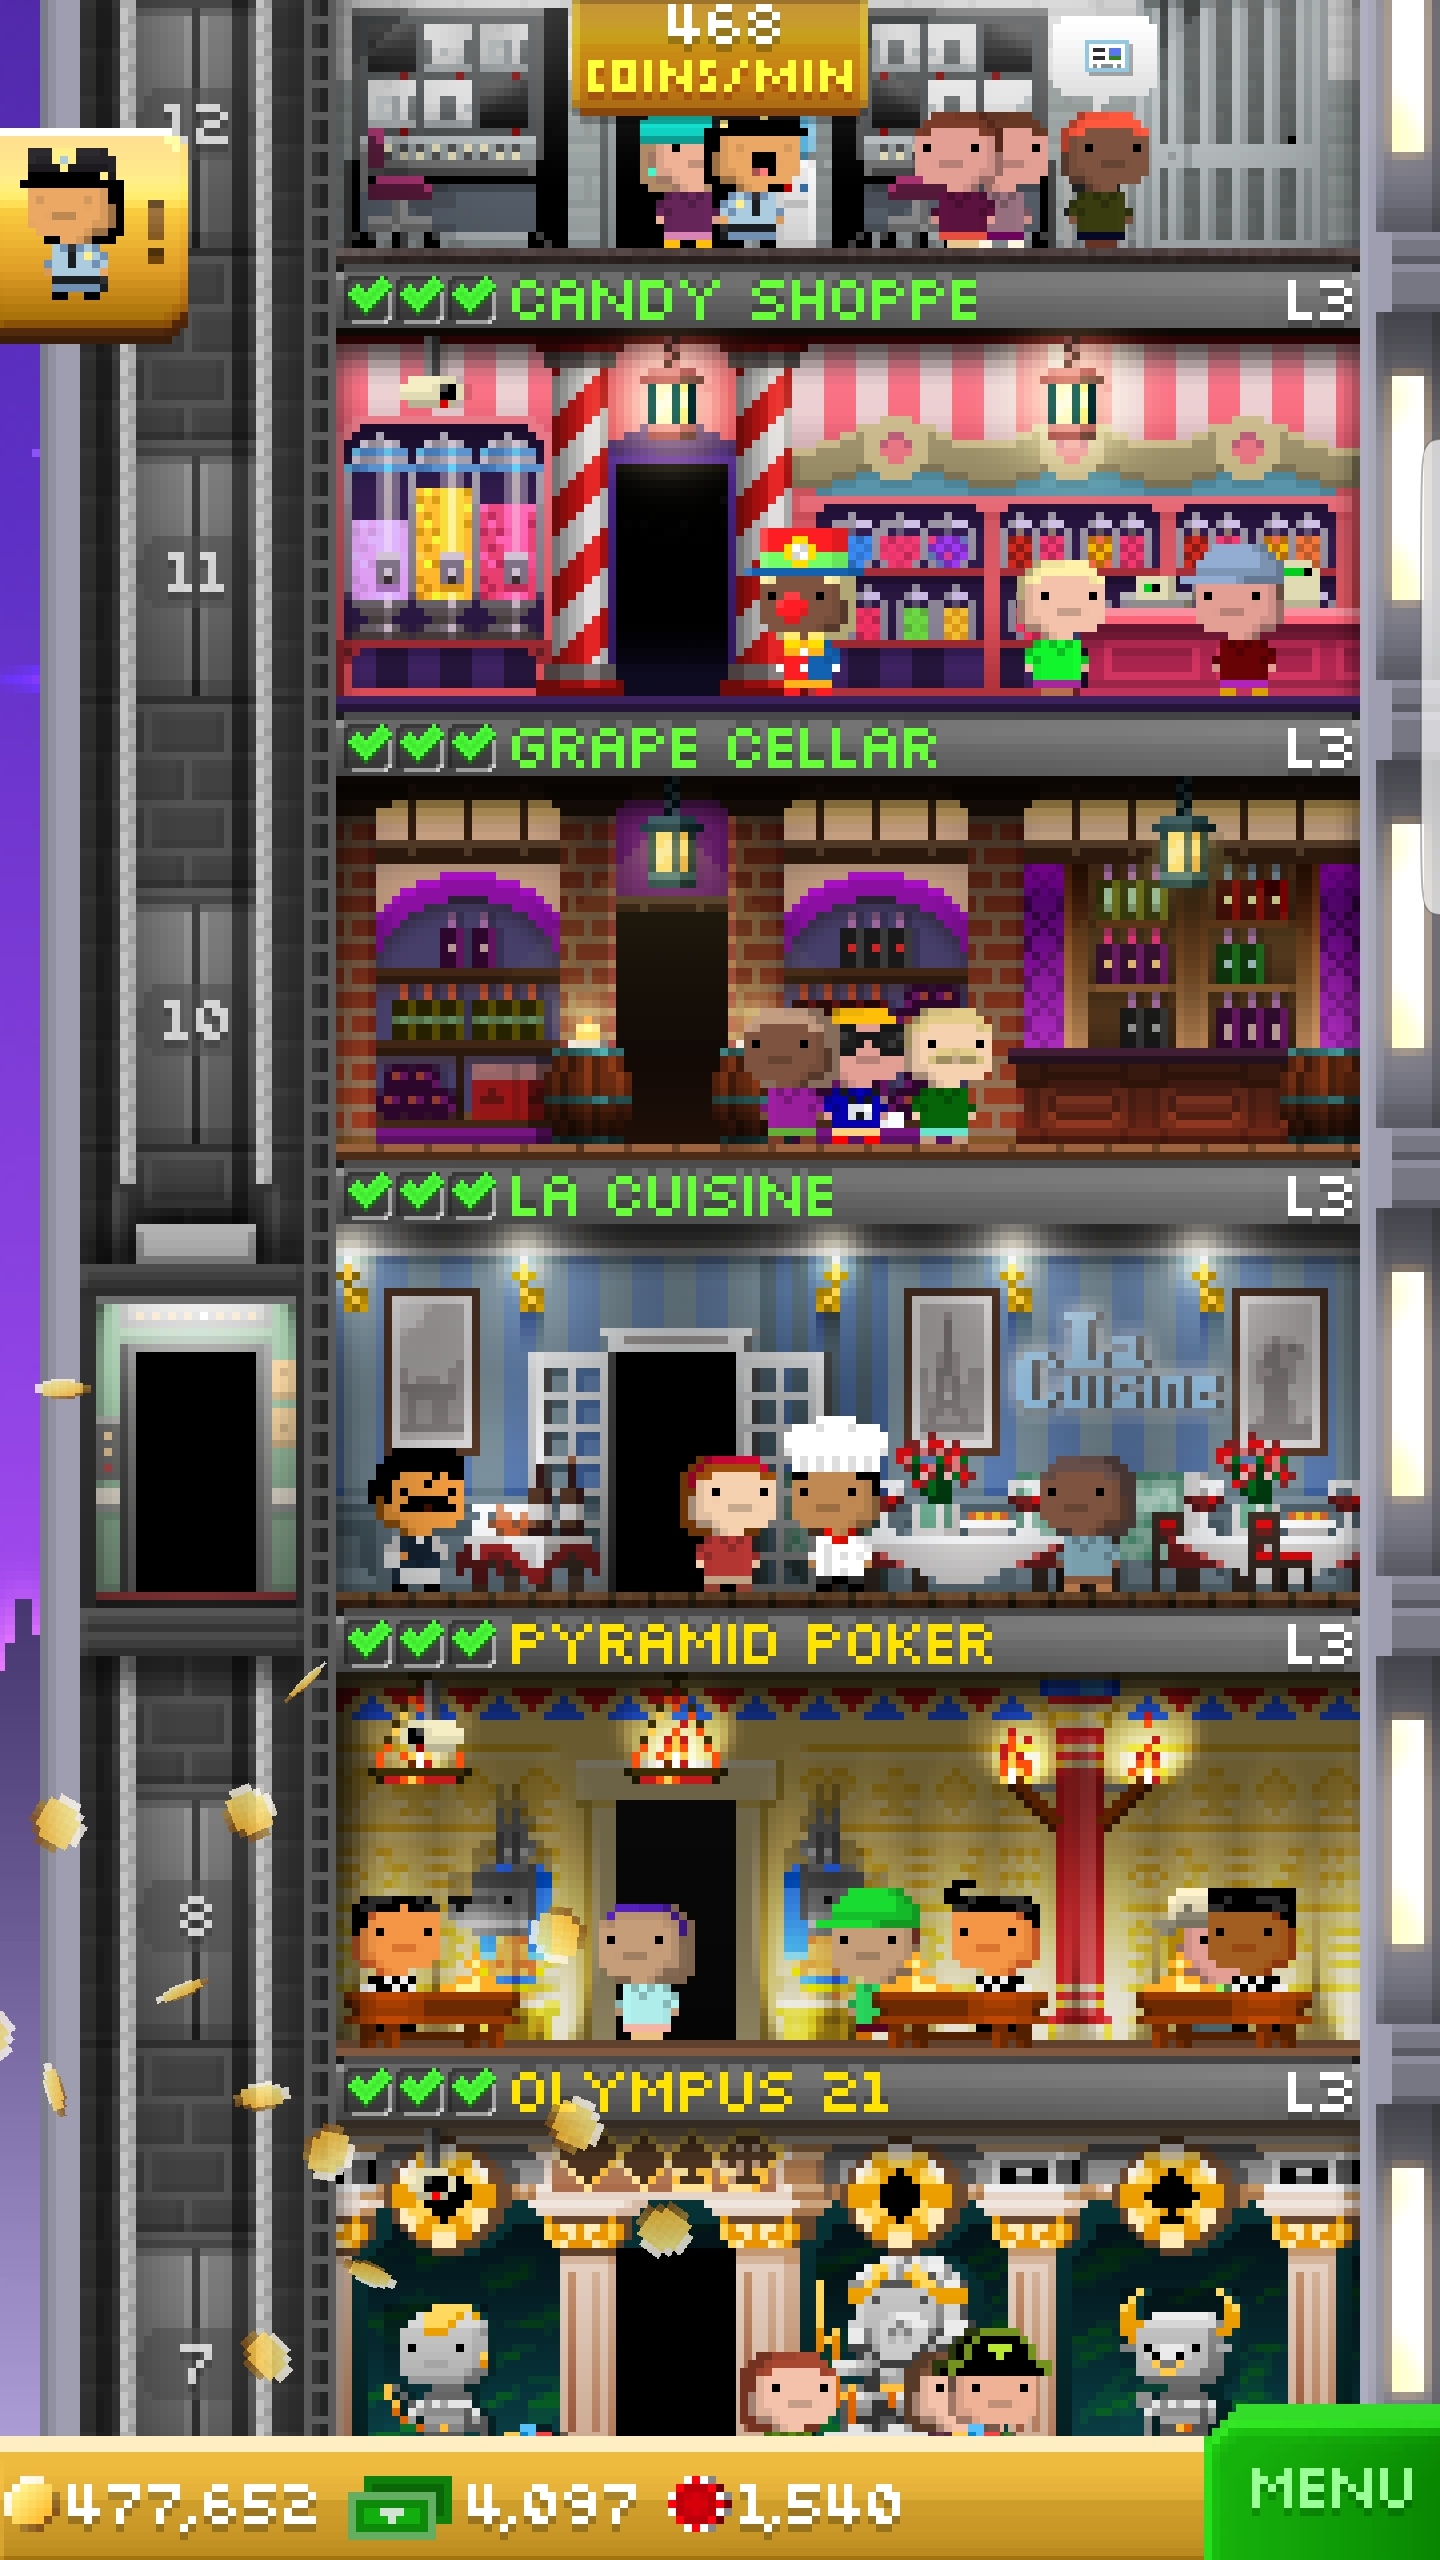 468
COINS/MIN
12
!
CANDY SHOPPE L3
11
GRAPE CELLAR L3
10
LA CUISINE L3
La
Cuisine
PYRAMID POKER L3
8
OLYMPUS 21 L3
7
477,652 4,097 1,540
MENU